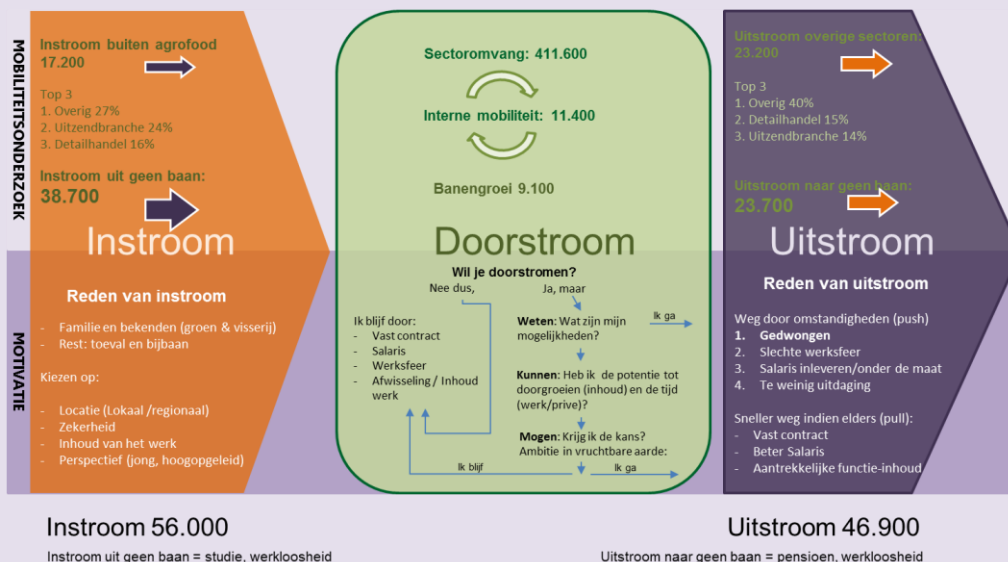 MOBILITEITSONDERZOEK
Instroom buiten agrofood
17.200
Top 3
1. Overig 27%
2. Uitzendbranche 24%
3. Detailhandel 16%
Instroom uit geen baan:
38.700
Instroom
Sectoromvang: 411.600
Interne mobiliteit: 11.400
Banengroei 9.100
Doorstroom
Uitstroom overige sectoren:
23.200
Top 3
1. Overig 40%
2. Detailhandel 15%
3. Uitzendbranche 14%
Uitstroom naar geen baan:
23.700
Uitstroom
MOTIVATIE
Reden van instroom
- Familie en bekenden (groen & visserij)
- Rest: toeval en bijbaan
Kiezen op:
- Locatie (Lokaal /regionaal)
- Zekerheid
- Inhoud van het werk
- Perspectief (jong, hoogopgeleid)
Wil je doorstromen?
Nee dus,
Ja, maar
Ik blijf door:
- Vast contract
- Salaris
- Werksfeer
- Afwisseling / Inhoud
werk
Weten: Wat zijn mijn
mogelijkheden?
Ik ga
Kunnen: Heb ik de potentie tot
doorgroeien (inhoud) en de tijd
(werk/prive)?
Mogen: Krijg ik de kans?
Ambitie in vruchtbare aarde:
Ik blijf
Ik ga
Reden van uitstroom
Weg door omstandigheden (push)
1. Gedwongen
2. Slechte werksfeer
3. Salaris inleveren/onder de maat
4. Te weinig uitdaging
Sneller weg indien elders (pull):
- Vast contract
- Beter Salaris
- Aantrekkelijke functie-inhoud
Instroom 56.000
Instroom uit geen baan = studie, werkloosheid
Uitstroom 46.900
Uitstroom naar geen baan = pensioen, werkloosheid